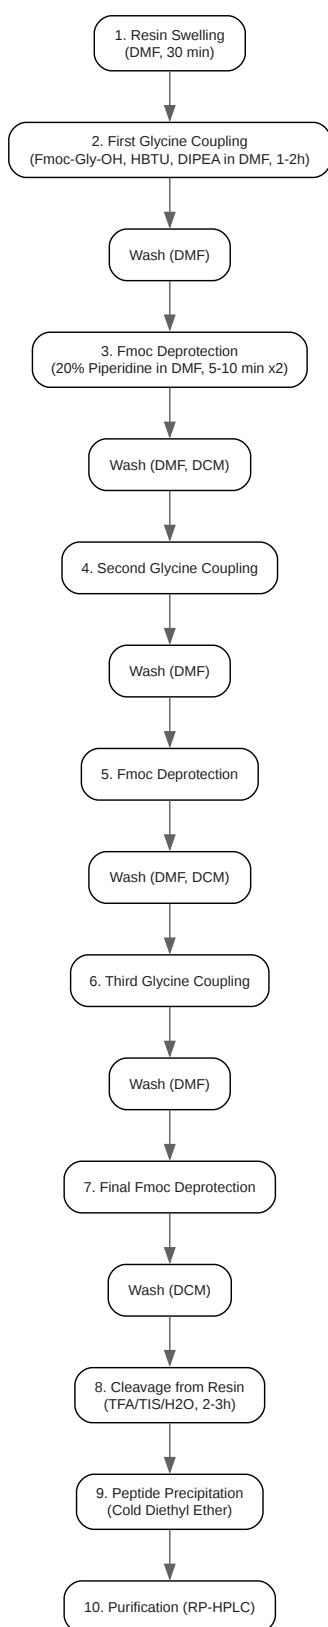 1. Resin Swelling
(DMF, 30 min)
2. First Glycine Coupling
(Fmoc-Gly-OH, HBTU, DIPEA in DMF, 1-2h)
Wash (DMF)
3. Fmoc Deprotection
(20% Piperidine in DMF, 5-10 min x2)
Wash (DMF, DCM)
4. Second Glycine Coupling
Wash (DMF)
5. Fmoc Deprotection
Wash (DMF, DCM)
6. Third Glycine Coupling
Wash (DMF)
7. Final Fmoc Deprotection
Wash (DCM)
8. Cleavage from Resin
(TFA/TIS/H2O, 2-3h)
9. Peptide Precipitation
(Cold Diethyl Ether)
10. Purification (RP-HPLC)